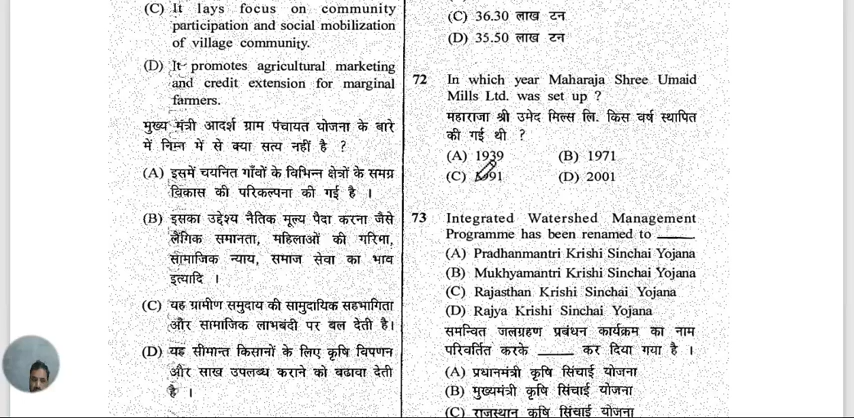 (C) It lays focus on community
participation and social mobilization
of village community.
(D) It promotes agricultural marketing
and credit extension for marginal
farmers.
मुख्य मंत्री आदर्श ग्राम पंचायत योजना के बारे
में निम्न में से क्या सत्य नहीं है ?
(A) इसमें चयनित गाँवों के विभिन्न क्षेत्रों के समग्र
विकास की परिकल्पना की गई है ।
(B) इसका उद्देश्य नैतिक मूल्य पैदा करना जैसे
लैंगिक समानता, महिलाओं की गरिमा,
सामाजिक न्याय, समाज सेवा का भाव
इत्यादि ।
(C) यह ग्रामीण समुदाय की सामुदायिक सहभागिता
और सामाजिक लाभबंदी पर बल देती है।
(D) यह सीमान्त किसानों के लिए कृषि विपणन
और साख उपलब्ध कराने को बढावा देती
है ।
(C) 36.30 लाख टन
(D) 35.50 लाख टन
72 In which year Maharaja Shree Umaid
Mills Ltd. was set up ?
महाराजा श्री उमेद मिल्स लि. किस वर्ष स्थापित
की गई थी ?
(A) 1939 (B) 1971
(C) 1991 (D) 2001
73 Integrated Watershed Management
Programme has been renamed to ______
(A) Pradhanmantri Krishi Sinchai Yojana
(B) Mukhyamantri Krishi Sinchai Yojana
(C) Rajasthan Krishi Sinchai Yojana
(D) Rajya Krishi Sinchai Yojana
समन्वित जलग्रहण प्रबंधन कार्यक्रम का नाम
परिवर्तित करके ______ कर दिया गया है ।
(A) प्रधानमंत्री कृषि सिंचाई योजना
(B) मुख्यमंत्री कृषि सिंचाई योजना
(C) राजस्थान कृषि सिंचाई योजना